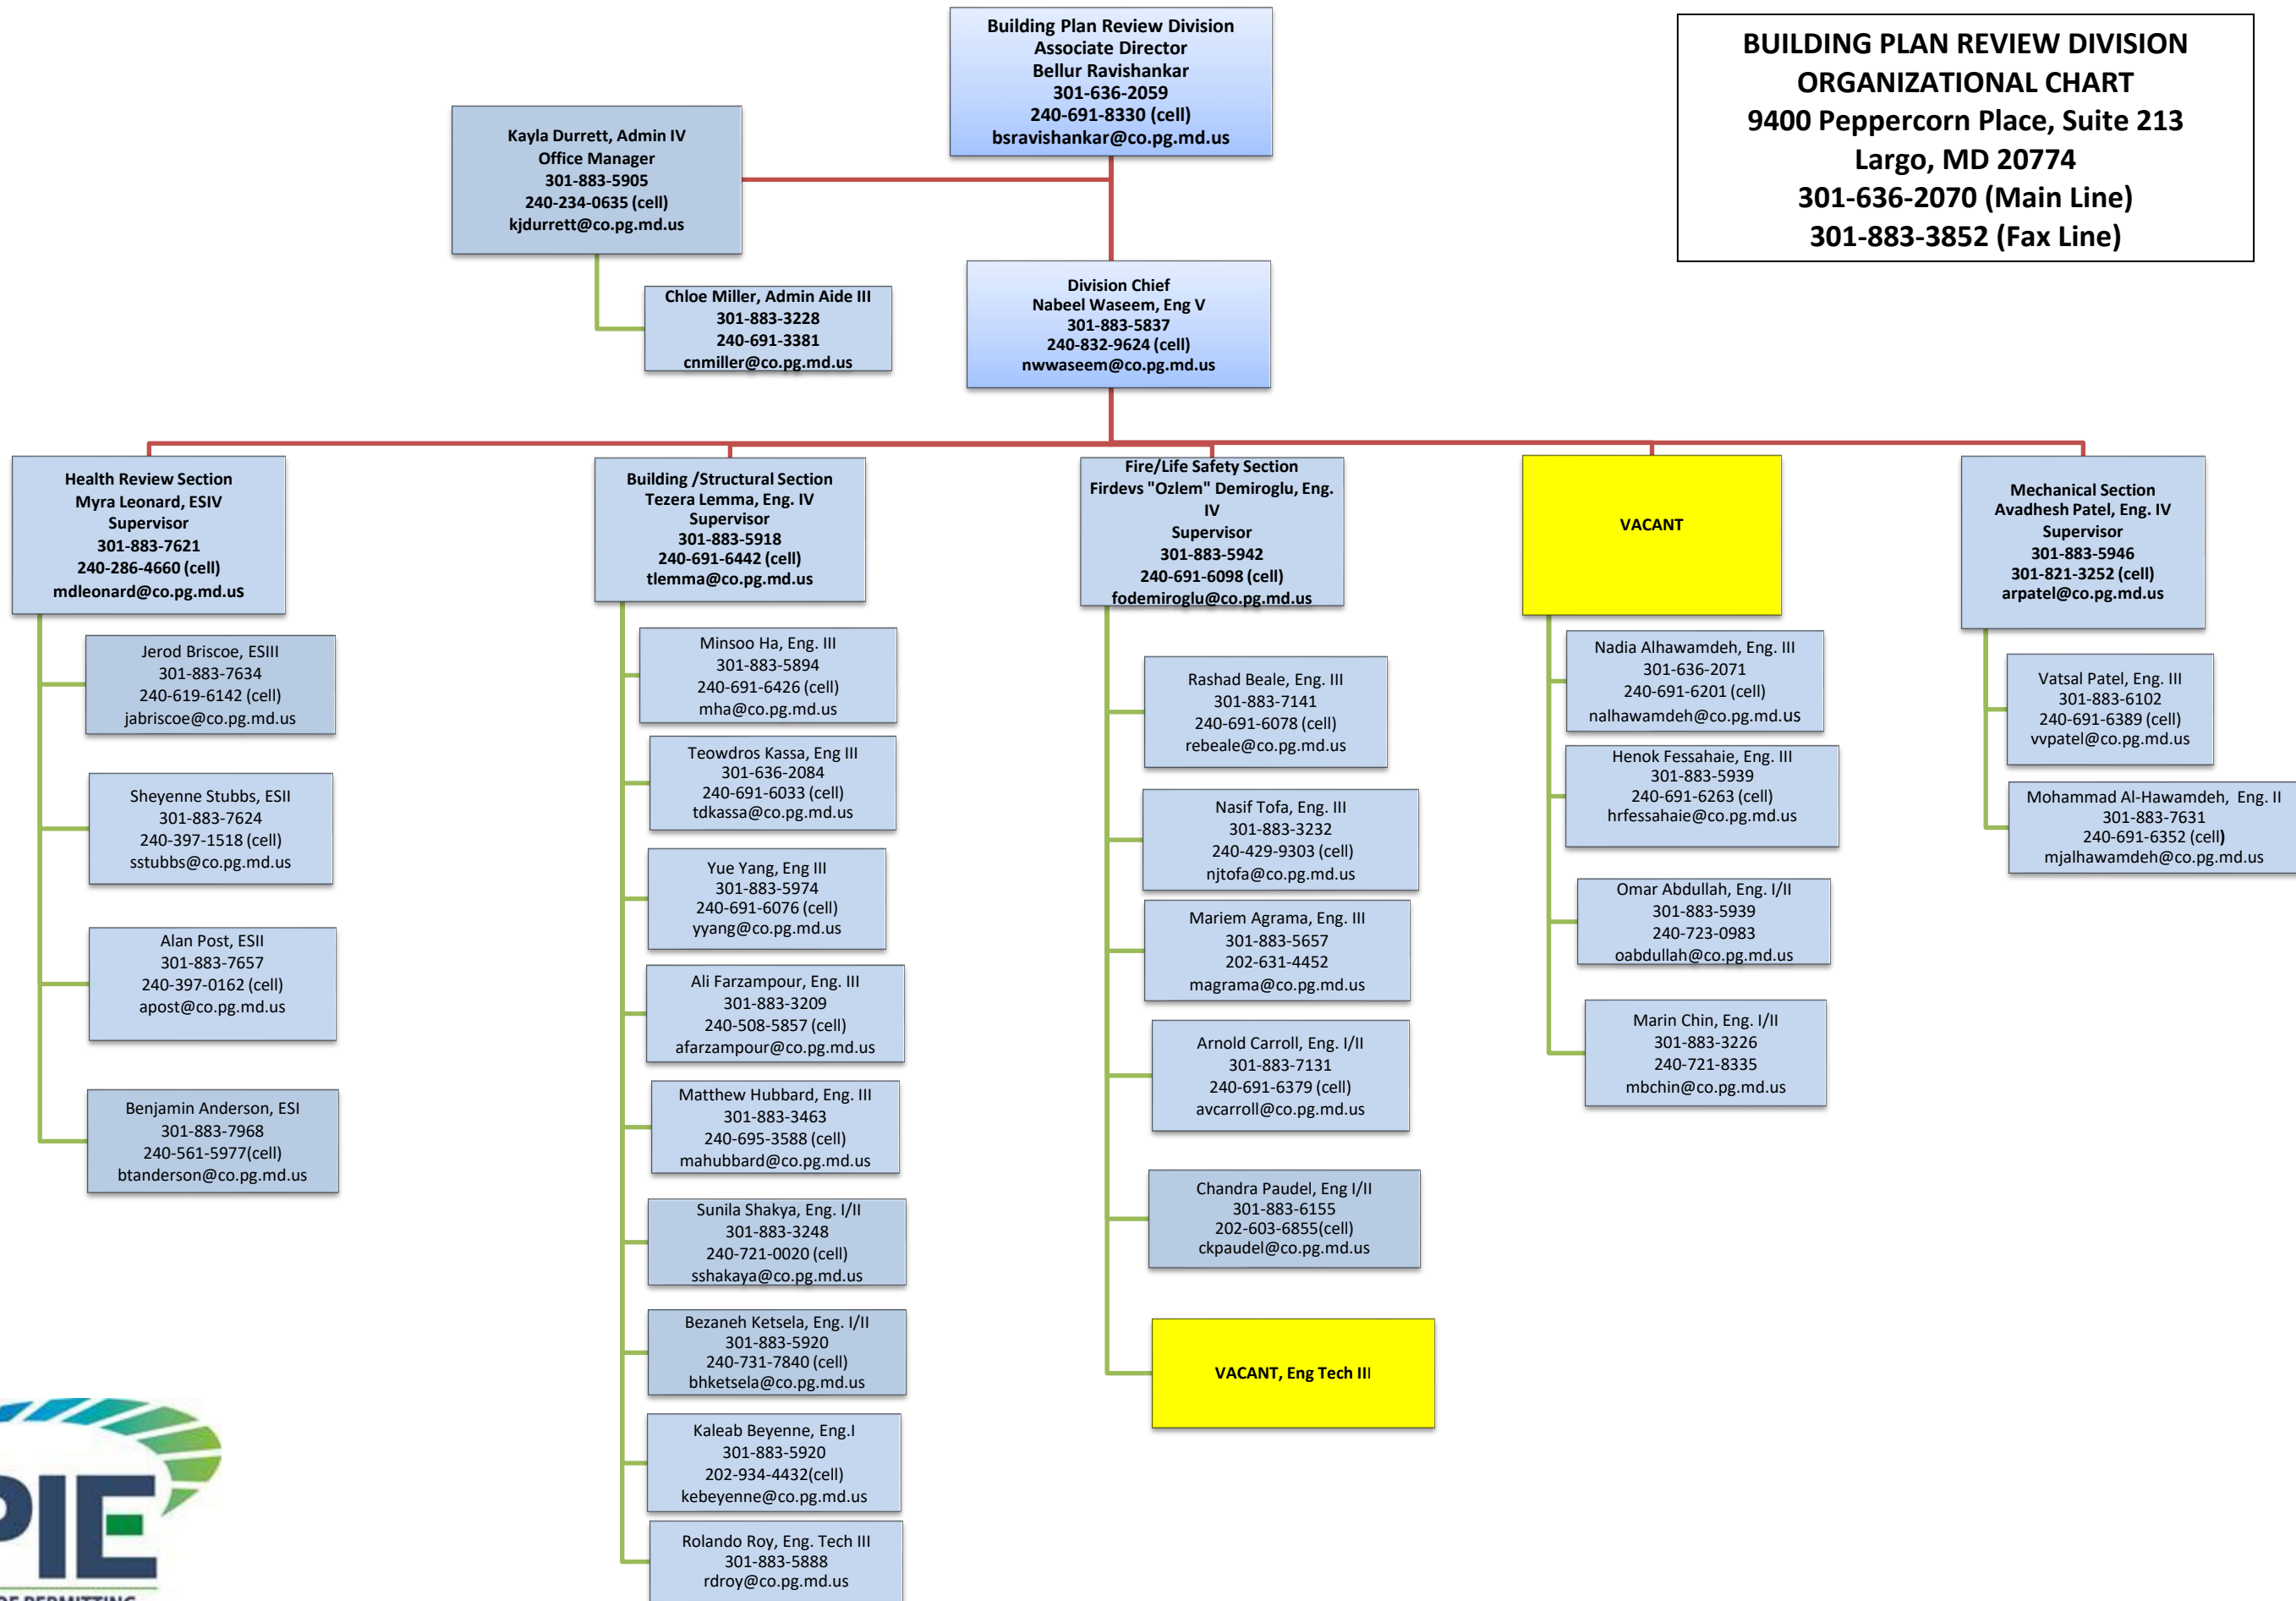 Building Plan Review Division
Associate Director
Bellur Ravishankar
301-636-2059
240-691-8330 (cell)
bsravishankar@co.pg.md.us
BUILDING PLAN REVIEW DIVISION
ORGANIZATIONAL CHART
9400 Peppercorn Place, Suite 213
Largo, MD 20774
301-636-2070 (Main Line)
301-883-3852 (Fax Line)
Kayla Durrett, Admin IV
Office Manager
301-883-5905
240-234-0635 (cell)
kjdurrett@co.pg.md.us
Chloe Miller, Admin Aide III
301-883-3228
240-691-3381
cnmiller@co.pg.md.us
Division Chief
Nabeel Waseem, Eng V
301-883-5837
240-832-9624 (cell)
nwwaseem@co.pg.md.us
Health Review Section
Myra Leonard, ESIV
Supervisor
301-883-7621
240-286-4660 (cell)
mdleonard@co.pg.md.us
Jerod Briscoe, ESIII
301-883-7634
240-619-6142 (cell)
jabriscoe@co.pg.md.us
Sheyenne Stubbs, ESII
301-883-7624
240-397-1518 (cell)
sstubbs@co.pg.md.us
Alan Post, ESII
301-883-7657
240-397-0162 (cell)
apost@co.pg.md.us
Benjamin Anderson, ESI
301-883-7968
240-561-5977(cell)
btanderson@co.pg.md.us
Building /Structural Section
Tezera Lemma, Eng. IV
Supervisor
301-883-5918
240-691-6442 (cell)
tlemma@co.pg.md.us
Minsoo Ha, Eng. III
301-883-5894
240-691-6426 (cell)
mha@co.pg.md.us
Teowdros Kassa, Eng III
301-636-2084
240-691-6033 (cell)
tdkassa@co.pg.md.us
Yue Yang, Eng III
301-883-5974
240-691-6076 (cell)
yyang@co.pg.md.us
Ali Farzampour, Eng. III
301-883-3209
240-508-5857 (cell)
afarzampour@co.pg.md.us
Matthew Hubbard, Eng. III
301-883-3463
240-695-3588 (cell)
mahubbard@co.pg.md.us
Sunila Shakya, Eng. I/II
301-883-3248
240-721-0020 (cell)
sshakaya@co.pg.md.us
Bezaneh Ketsela, Eng. I/II
301-883-5920
240-731-7840 (cell)
bhketsela@co.pg.md.us
Kaleab Beyenne, Eng.I
301-883-5920
202-934-4432(cell)
kebeyenne@co.pg.md.us
Rolando Roy, Eng. Tech III
301-883-5888
rdroy@co.pg.md.us
Fire/Life Safety Section
Firdevs "Ozlem" Demiroglu, Eng.
IV
Supervisor
301-883-5942
240-691-6098 (cell)
fodemiroglu@co.pg.md.us
Rashad Beale, Eng. III
301-883-7141
240-691-6078 (cell)
rebeale@co.pg.md.us
Nasif Tofa, Eng. III
301-883-3232
240-429-9303 (cell)
njtofa@co.pg.md.us
Mariem Agrama, Eng. III
301-883-5657
202-631-4452
magrama@co.pg.md.us
Arnold Carroll, Eng. I/II
301-883-7131
240-691-6379 (cell)
avcarroll@co.pg.md.us
Chandra Paudel, Eng I/II
301-883-6155
202-603-6855(cell)
ckpaudel@co.pg.md.us
VACANT, Eng Tech III
VACANT
Nadia Alhawamdeh, Eng. III
301-636-2071
240-691-6201 (cell)
nalhawamdeh@co.pg.md.us
Henok Fessahaie, Eng. III
301-883-5939
240-691-6263 (cell)
hrfessahaie@co.pg.md.us
Omar Abdullah, Eng. I/II
301-883-5939
240-723-0983
oabdullah@co.pg.md.us
Marin Chin, Eng. I/II
301-883-3226
240-721-8335
mbchin@co.pg.md.us
Mechanical Section
Avadhesh Patel, Eng. IV
Supervisor
301-883-5946
301-821-3252 (cell)
arpatel@co.pg.md.us
Vatsal Patel, Eng. III
301-883-6102
240-691-6389 (cell)
vvpatel@co.pg.md.us
Mohammad Al-Hawamdeh, Eng. II
301-883-7631
240-691-6352 (cell)
mjalhawamdeh@co.pg.md.us
PIE
OF PERMITTING